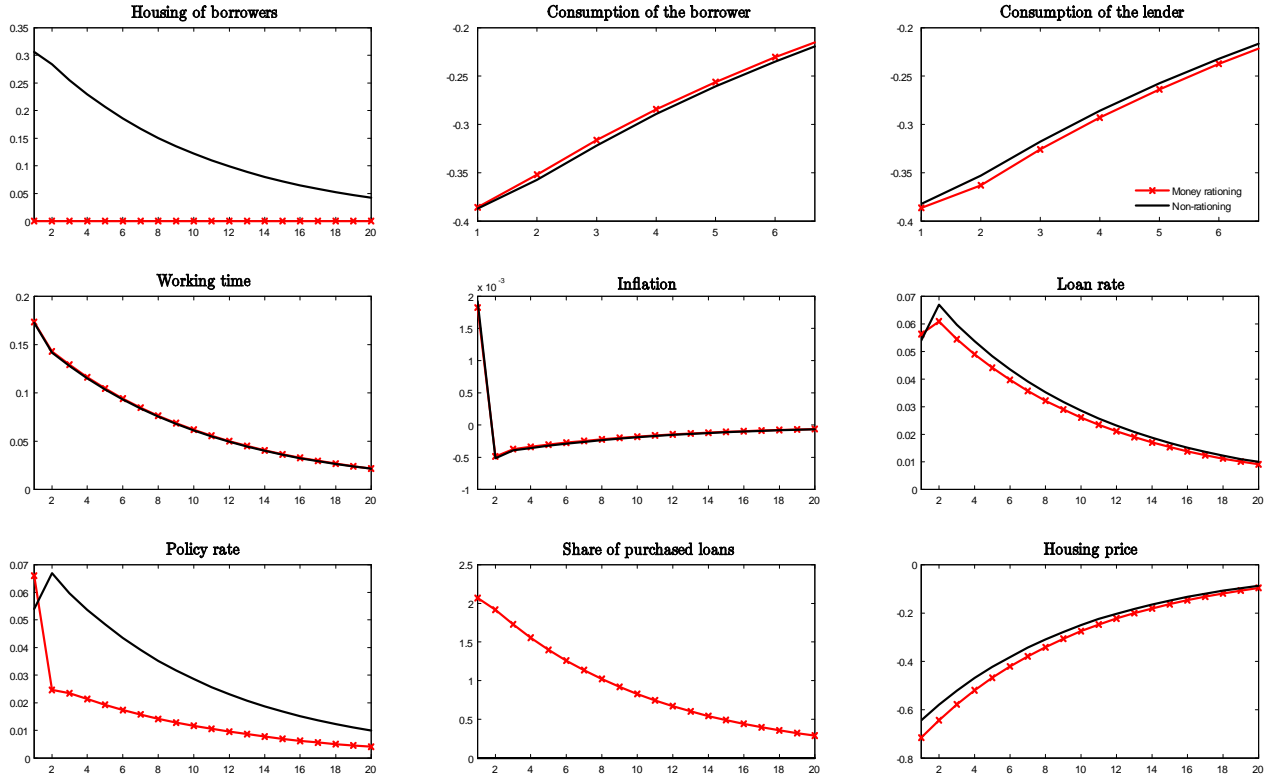 Housing of borrowers
0.35
0.3
0.25
0.2
0.15
0.1
0.05
0
2 4 6 8 10 12 14 16 18 20
Consumption of the borrower
-0.2
-0.25
-0.3
-0.35
-0.4
1 2 3 4 5 6
Consumption of the lender
-0.2
-0.25
-0.3
-0.35
-0.4
Money rationing
Non-rationing
1 2 3 4 5 6
Working time
0.2
0.15
0.1
0.05
0
2 4 6 8 10 12 14 16 18 20
Inflation
x 10 -3
2
1.5
1
0.5
0
-0.5
-1
2 4 6 8 10 12 14 16 18 20
Loan rate
0.07
0.06
0.05
0.04
0.03
0.02
0.01
0
2 4 6 8 10 12 14 16 18 20
Policy rate
0.07
0.06
0.05
0.04
0.03
0.02
0.01
0
2 4 6 8 10 12 14 16 18 20
Share of purchased loans
2.5
2
1.5
1
0.5
0
2 4 6 8 10 12 14 16 18 20
Housing price
0
-0.2
-0.4
-0.6
-0.8
2 4 6 8 10 12 14 16 18 20